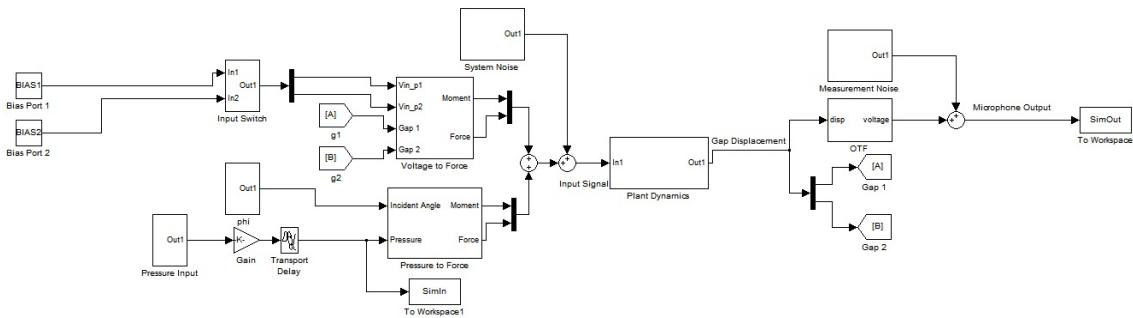 BIAS1
Bias Port 1
BIAS2
Bias Port 2
In1
In2
Out1
Input Switch
[A]
g1
[B]
g2
Vin_p1
Vin_p2
Gap 1
Gap 2
Moment
Force
Voltage to Force
Out1
System Noise
Out1
phi
Out1
Pressure Input
K-
Gain
Transport
Delay
Incident Angle
Pressure
Moment
Force
Pressure to Force
SimIn
To Workspace1
Input Signal
In1
Out1
Plant Dynamics
Gap Displacement
Out1
Measurement Noise
disp
voltage
OTF
[A]
Gap 1
[B]
Gap 2
Microphone Output
SimOut
To Workspace